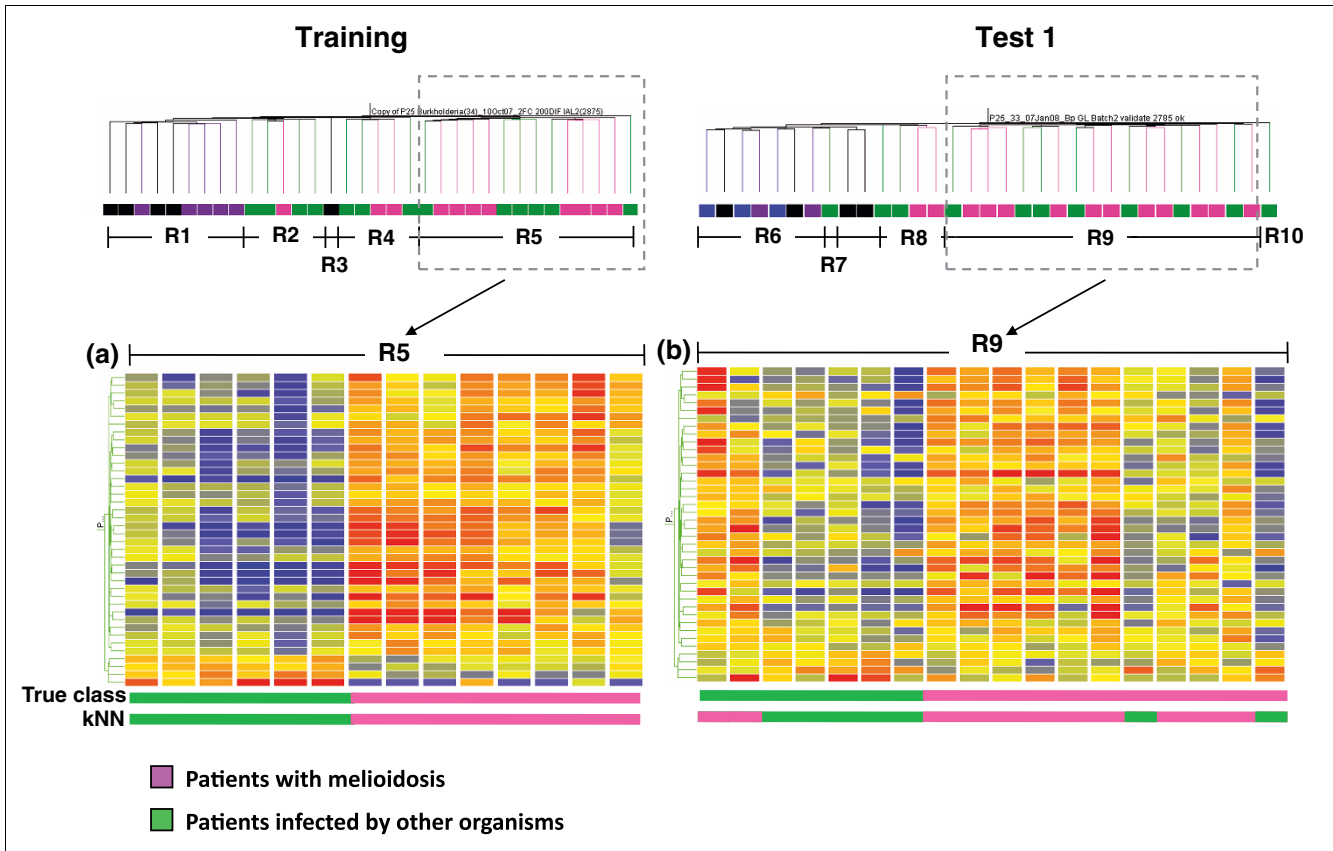 Training
Test 1
Copy of P25 Burkholderia(34)_10Oct07_2FC 200DIF IAL2(2875)
P25_33_07Jan08_Bp GL Batch2 validate 2795 ok
R1
R2
R3
R4
R5
R6
R7
R8
R9
R10
(a)
R5
(b)
R9
P...
P...
True class
kNN
Patients with melioidosis
Patients infected by other organisms